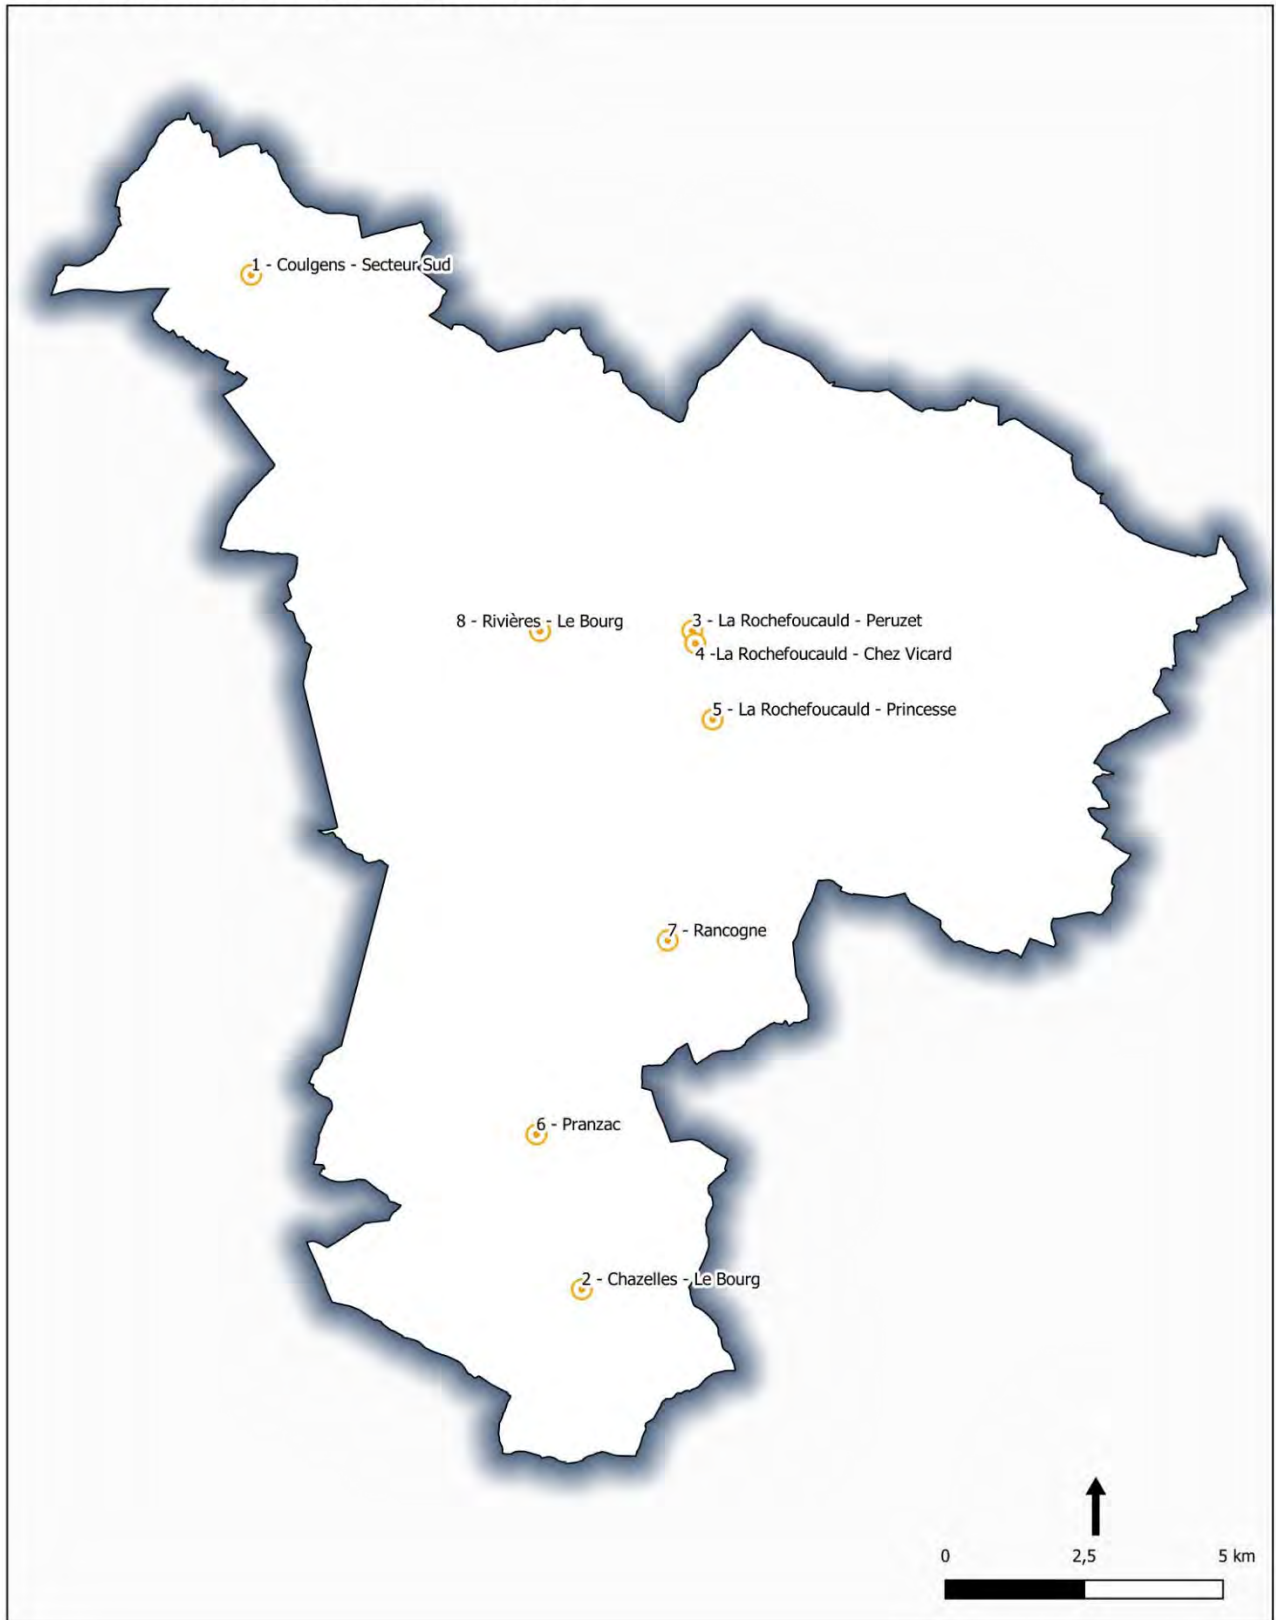 1 - Coulgens - Secteur Sud
8 - Rivières - Le Bourg
3 - La Rochefoucauld - Peruzet
4 -La Rochefoucauld - Chez Vicard
5 - La Rochefoucauld - Princesse
7 - Rancogne
6 - Pranzac
2 - Chazelles - Le Bourg
0 2,5 5 km